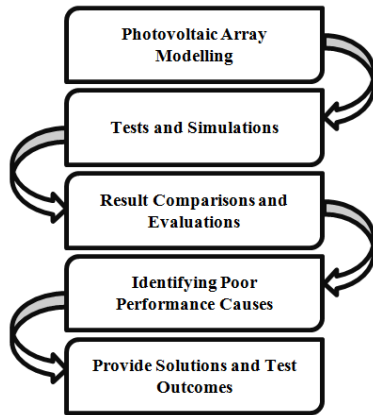 Photovoltaic Array
Modelling
Tests and Simulations
Result Comparisons and
Evaluations
Identifying Poor
Performance Causes
Provide Solutions and Test
Outcomes